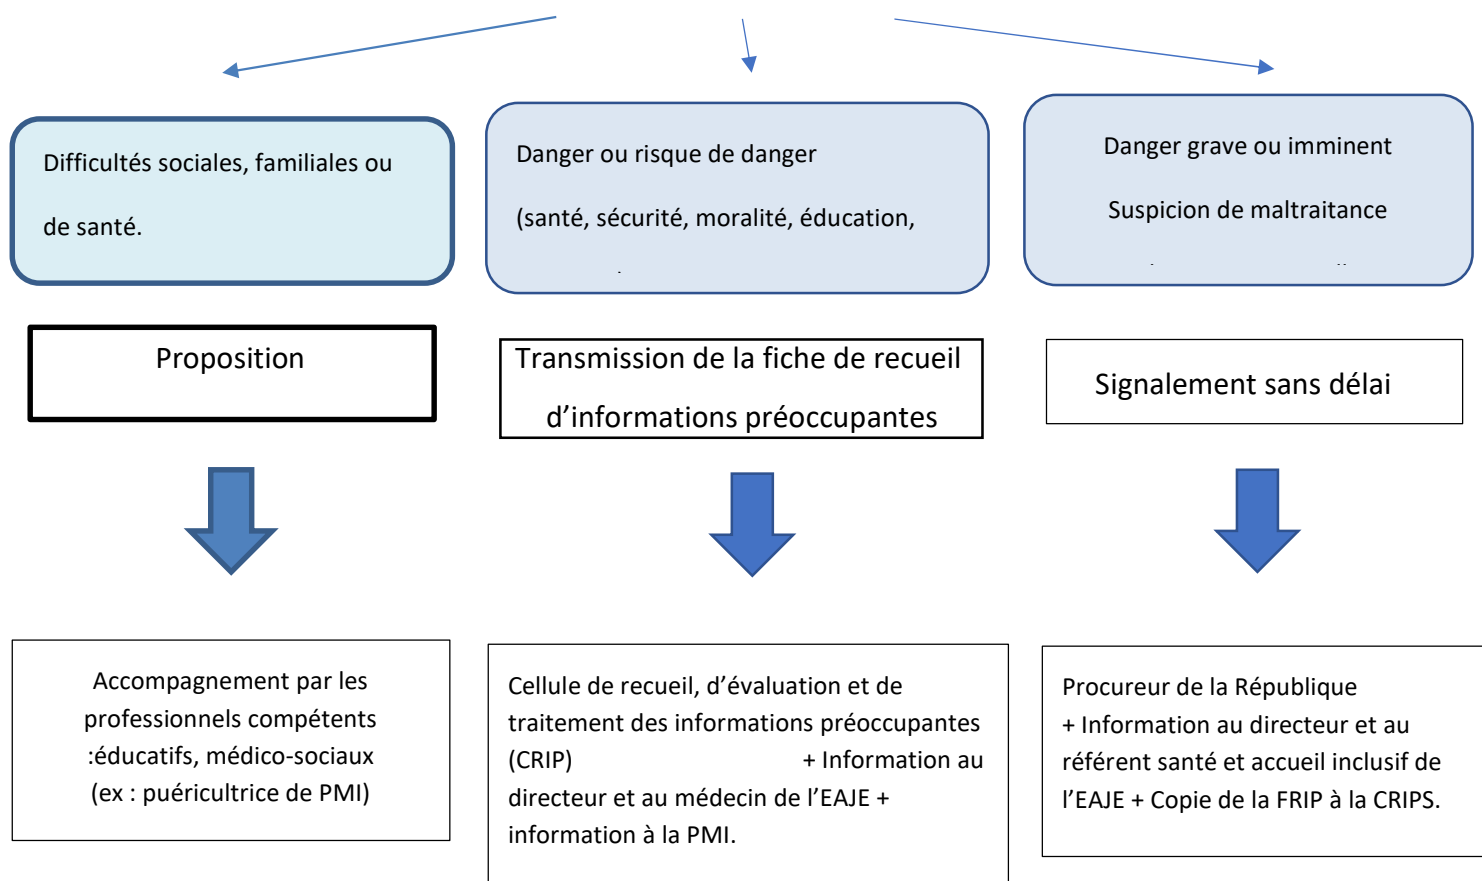 Difficultés sociales, familiales ou
de santé.
Danger ou risque de danger
(santé, sécurité, moralité, éducation,
Danger grave ou imminent
Suspicion de maltraitance
Proposition
Transmission de la fiche de recueil
d’informations préoccupantes
Signalement sans délai
Accompagnement par les
professionnels compétents
:éducatifs, médico-sociaux
(ex : puéricultrice de PMI)
Cellule de recueil, d’évaluation et de
traitement des informations préoccupantes
(CRIP) + Information au
directeur et au médecin de l’EAJE +
information à la PMI.
Procureur de la République
+ Information au directeur et au
référent santé et accueil inclusif de
l’EAJE + Copie de la FRIP à la CRIPS.